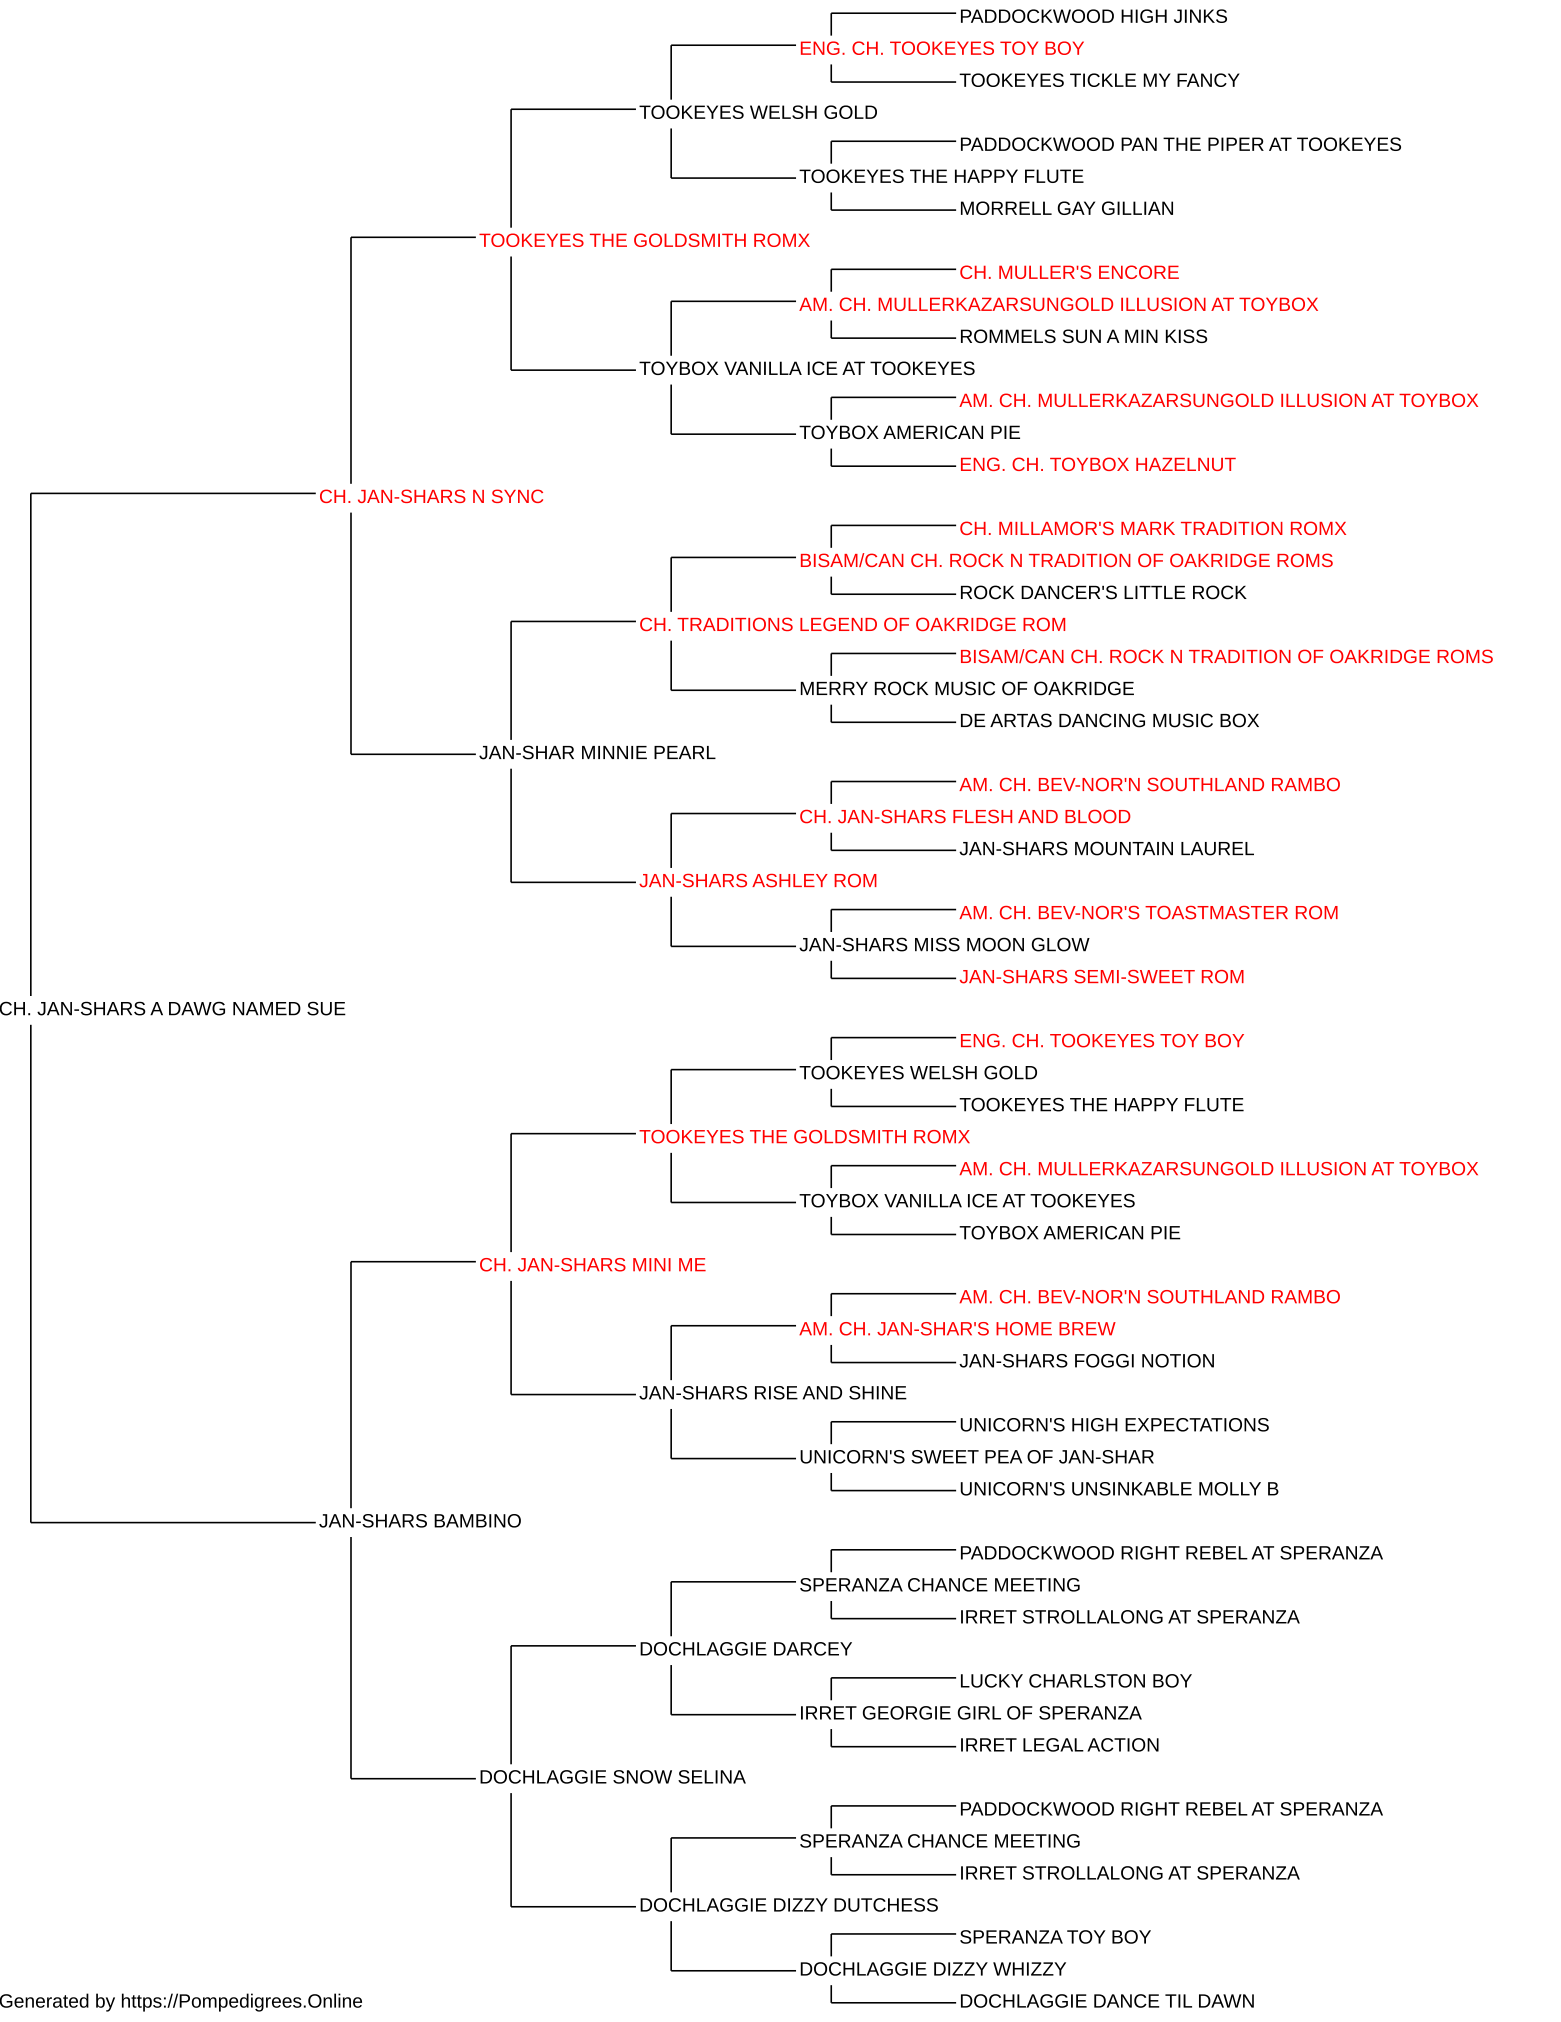 PADDOCKWOOD HIGH JINKS
ENG. CH. TOOKEYES TOY BOY
TOOKEYES TICKLE MY FANCY
TOOKEYES WELSH GOLD
PADDOCKWOOD PAN THE PIPER AT TOOKEYES
TOOKEYES THE HAPPY FLUTE
MORRELL GAY GILLIAN
TOOKEYES THE GOLDSMITH ROMX
CH. MULLER'S ENCORE
AM. CH. MULLERKAZARSUNGOLD ILLUSION AT TOYBOX
ROMMELS SUN A MIN KISS
TOYBOX VANILLA ICE AT TOOKEYES
AM. CH. MULLERKAZARSUNGOLD ILLUSION AT TOYBOX
TOYBOX AMERICAN PIE
ENG. CH. TOYBOX HAZELNUT
CH. JAN-SHARS N SYNC
CH. MILLAMOR'S MARK TRADITION ROMX
BISAM/CAN CH. ROCK N TRADITION OF OAKRIDGE ROMS
ROCK DANCER'S LITTLE ROCK
CH. TRADITIONS LEGEND OF OAKRIDGE ROM
BISAM/CAN CH. ROCK N TRADITION OF OAKRIDGE ROMS
MERRY ROCK MUSIC OF OAKRIDGE
DE ARTAS DANCING MUSIC BOX
JAN-SHAR MINNIE PEARL
AM. CH. BEV-NOR'N SOUTHLAND RAMBO
CH. JAN-SHARS FLESH AND BLOOD
JAN-SHARS MOUNTAIN LAUREL
JAN-SHARS ASHLEY ROM
AM. CH. BEV-NOR'S TOASTMASTER ROM
JAN-SHARS MISS MOON GLOW
JAN-SHARS SEMI-SWEET ROM
CH. JAN-SHARS A DAWG NAMED SUE
ENG. CH. TOOKEYES TOY BOY
TOOKEYES WELSH GOLD
TOOKEYES THE HAPPY FLUTE
TOOKEYES THE GOLDSMITH ROMX
AM. CH. MULLERKAZARSUNGOLD ILLUSION AT TOYBOX
TOYBOX VANILLA ICE AT TOOKEYES
TOYBOX AMERICAN PIE
CH. JAN-SHARS MINI ME
AM. CH. BEV-NOR'N SOUTHLAND RAMBO
AM. CH. JAN-SHAR'S HOME BREW
JAN-SHARS FOGGI NOTION
JAN-SHARS RISE AND SHINE
UNICORN'S HIGH EXPECTATIONS
UNICORN'S SWEET PEA OF JAN-SHAR
UNICORN'S UNSINKABLE MOLLY B
JAN-SHARS BAMBINO
PADDOCKWOOD RIGHT REBEL AT SPERANZA
SPERANZA CHANCE MEETING
IRRET STROLLALONG AT SPERANZA
DOCHLAGGIE DARCEY
LUCKY CHARLSTON BOY
IRRET GEORGIE GIRL OF SPERANZA
IRRET LEGAL ACTION
DOCHLAGGIE SNOW SELINA
PADDOCKWOOD RIGHT REBEL AT SPERANZA
SPERANZA CHANCE MEETING
IRRET STROLLALONG AT SPERANZA
DOCHLAGGIE DIZZY DUTCHESS
SPERANZA TOY BOY
DOCHLAGGIE DIZZY WHIZZY
DOCHLAGGIE DANCE TIL DAWN
Generated by https://Pompedigrees.Online